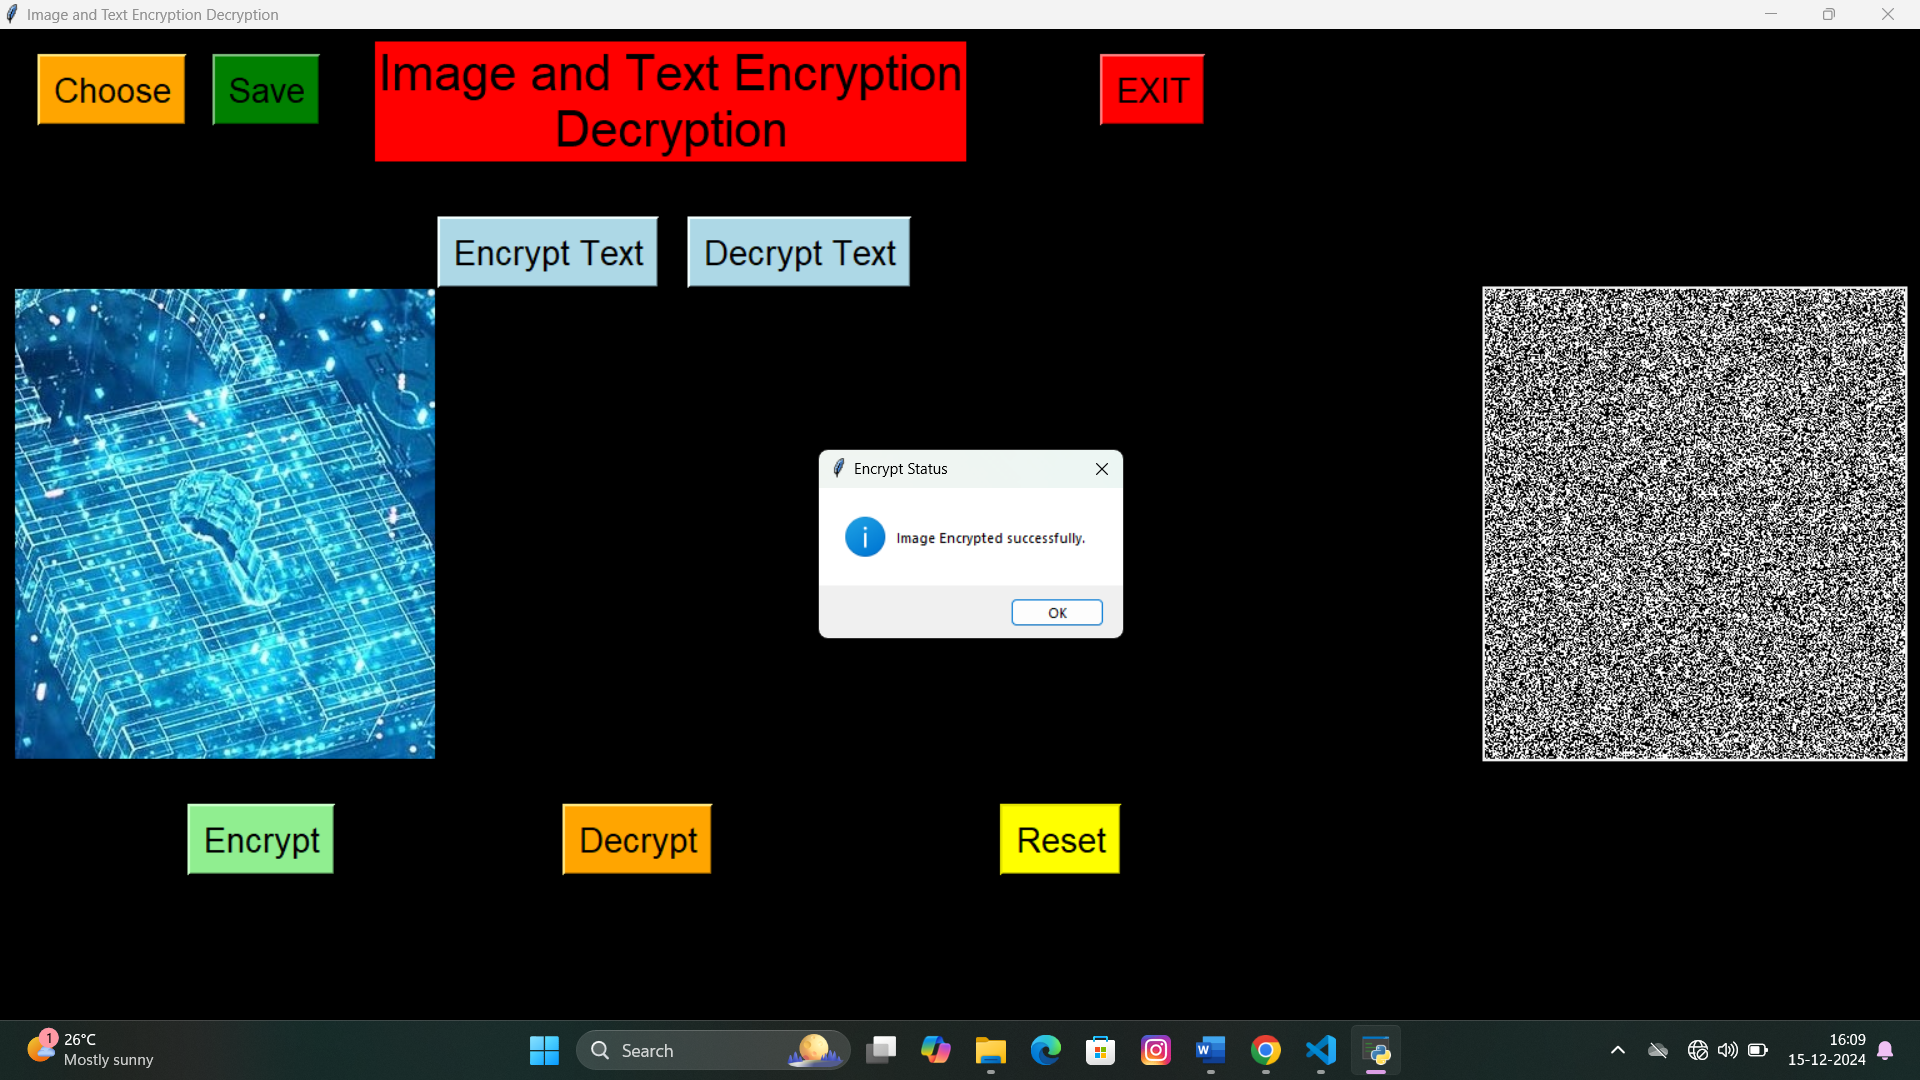 Image and Text Encryption Decryption
Choose
Save
Image and Text Encryption
Decryption
EXIT
Encrypt Text
Decrypt Text
Encrypt Status
Image Encrypted successfully.
OK
Encrypt
Decrypt
Reset
1
26°C
Mostly sunny
Search
16:09
15-12-2024